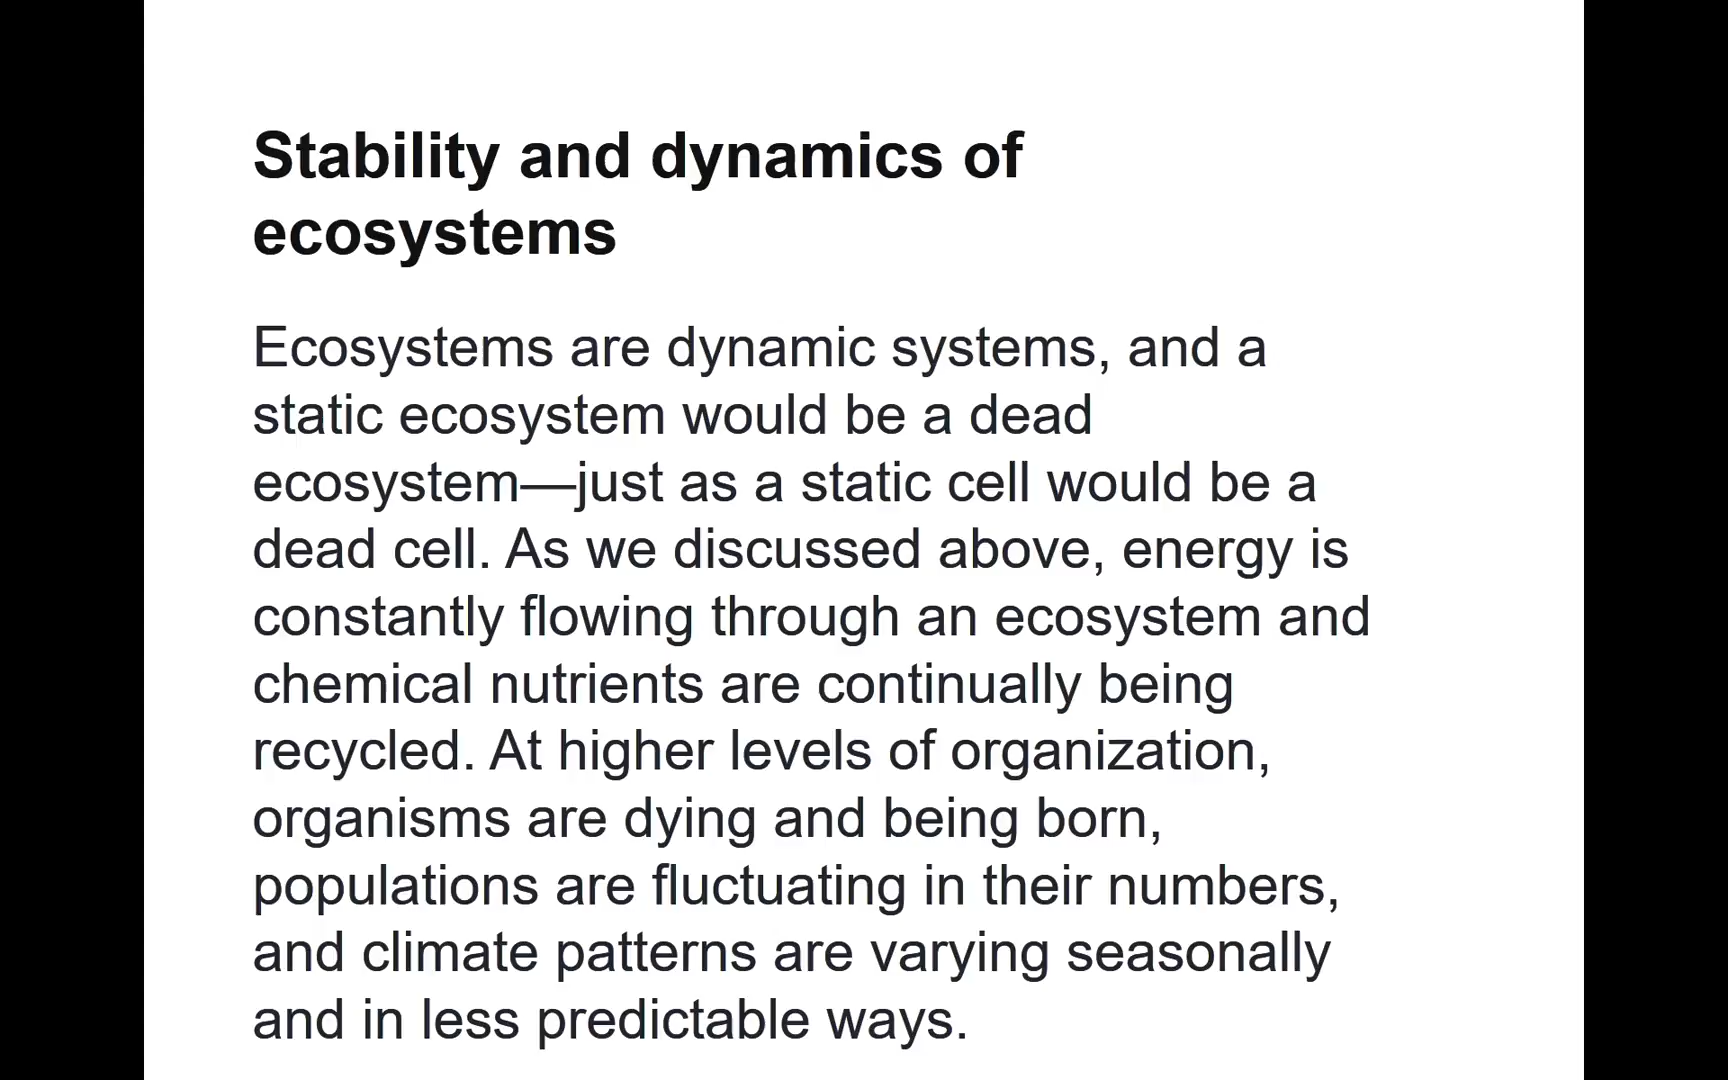 Stability and dynamics of
ecosystems
Ecosystems are dynamic systems, and a
static ecosystem would be a dead
ecosystem—just as a static cell would be a
dead cell. As we discussed above, energy is
constantly flowing through an ecosystem and
chemical nutrients are continually being
recycled. At higher levels of organization,
organisms are dying and being born,
populations are fluctuating in their numbers,
and climate patterns are varying seasonally
and in less predictable ways.